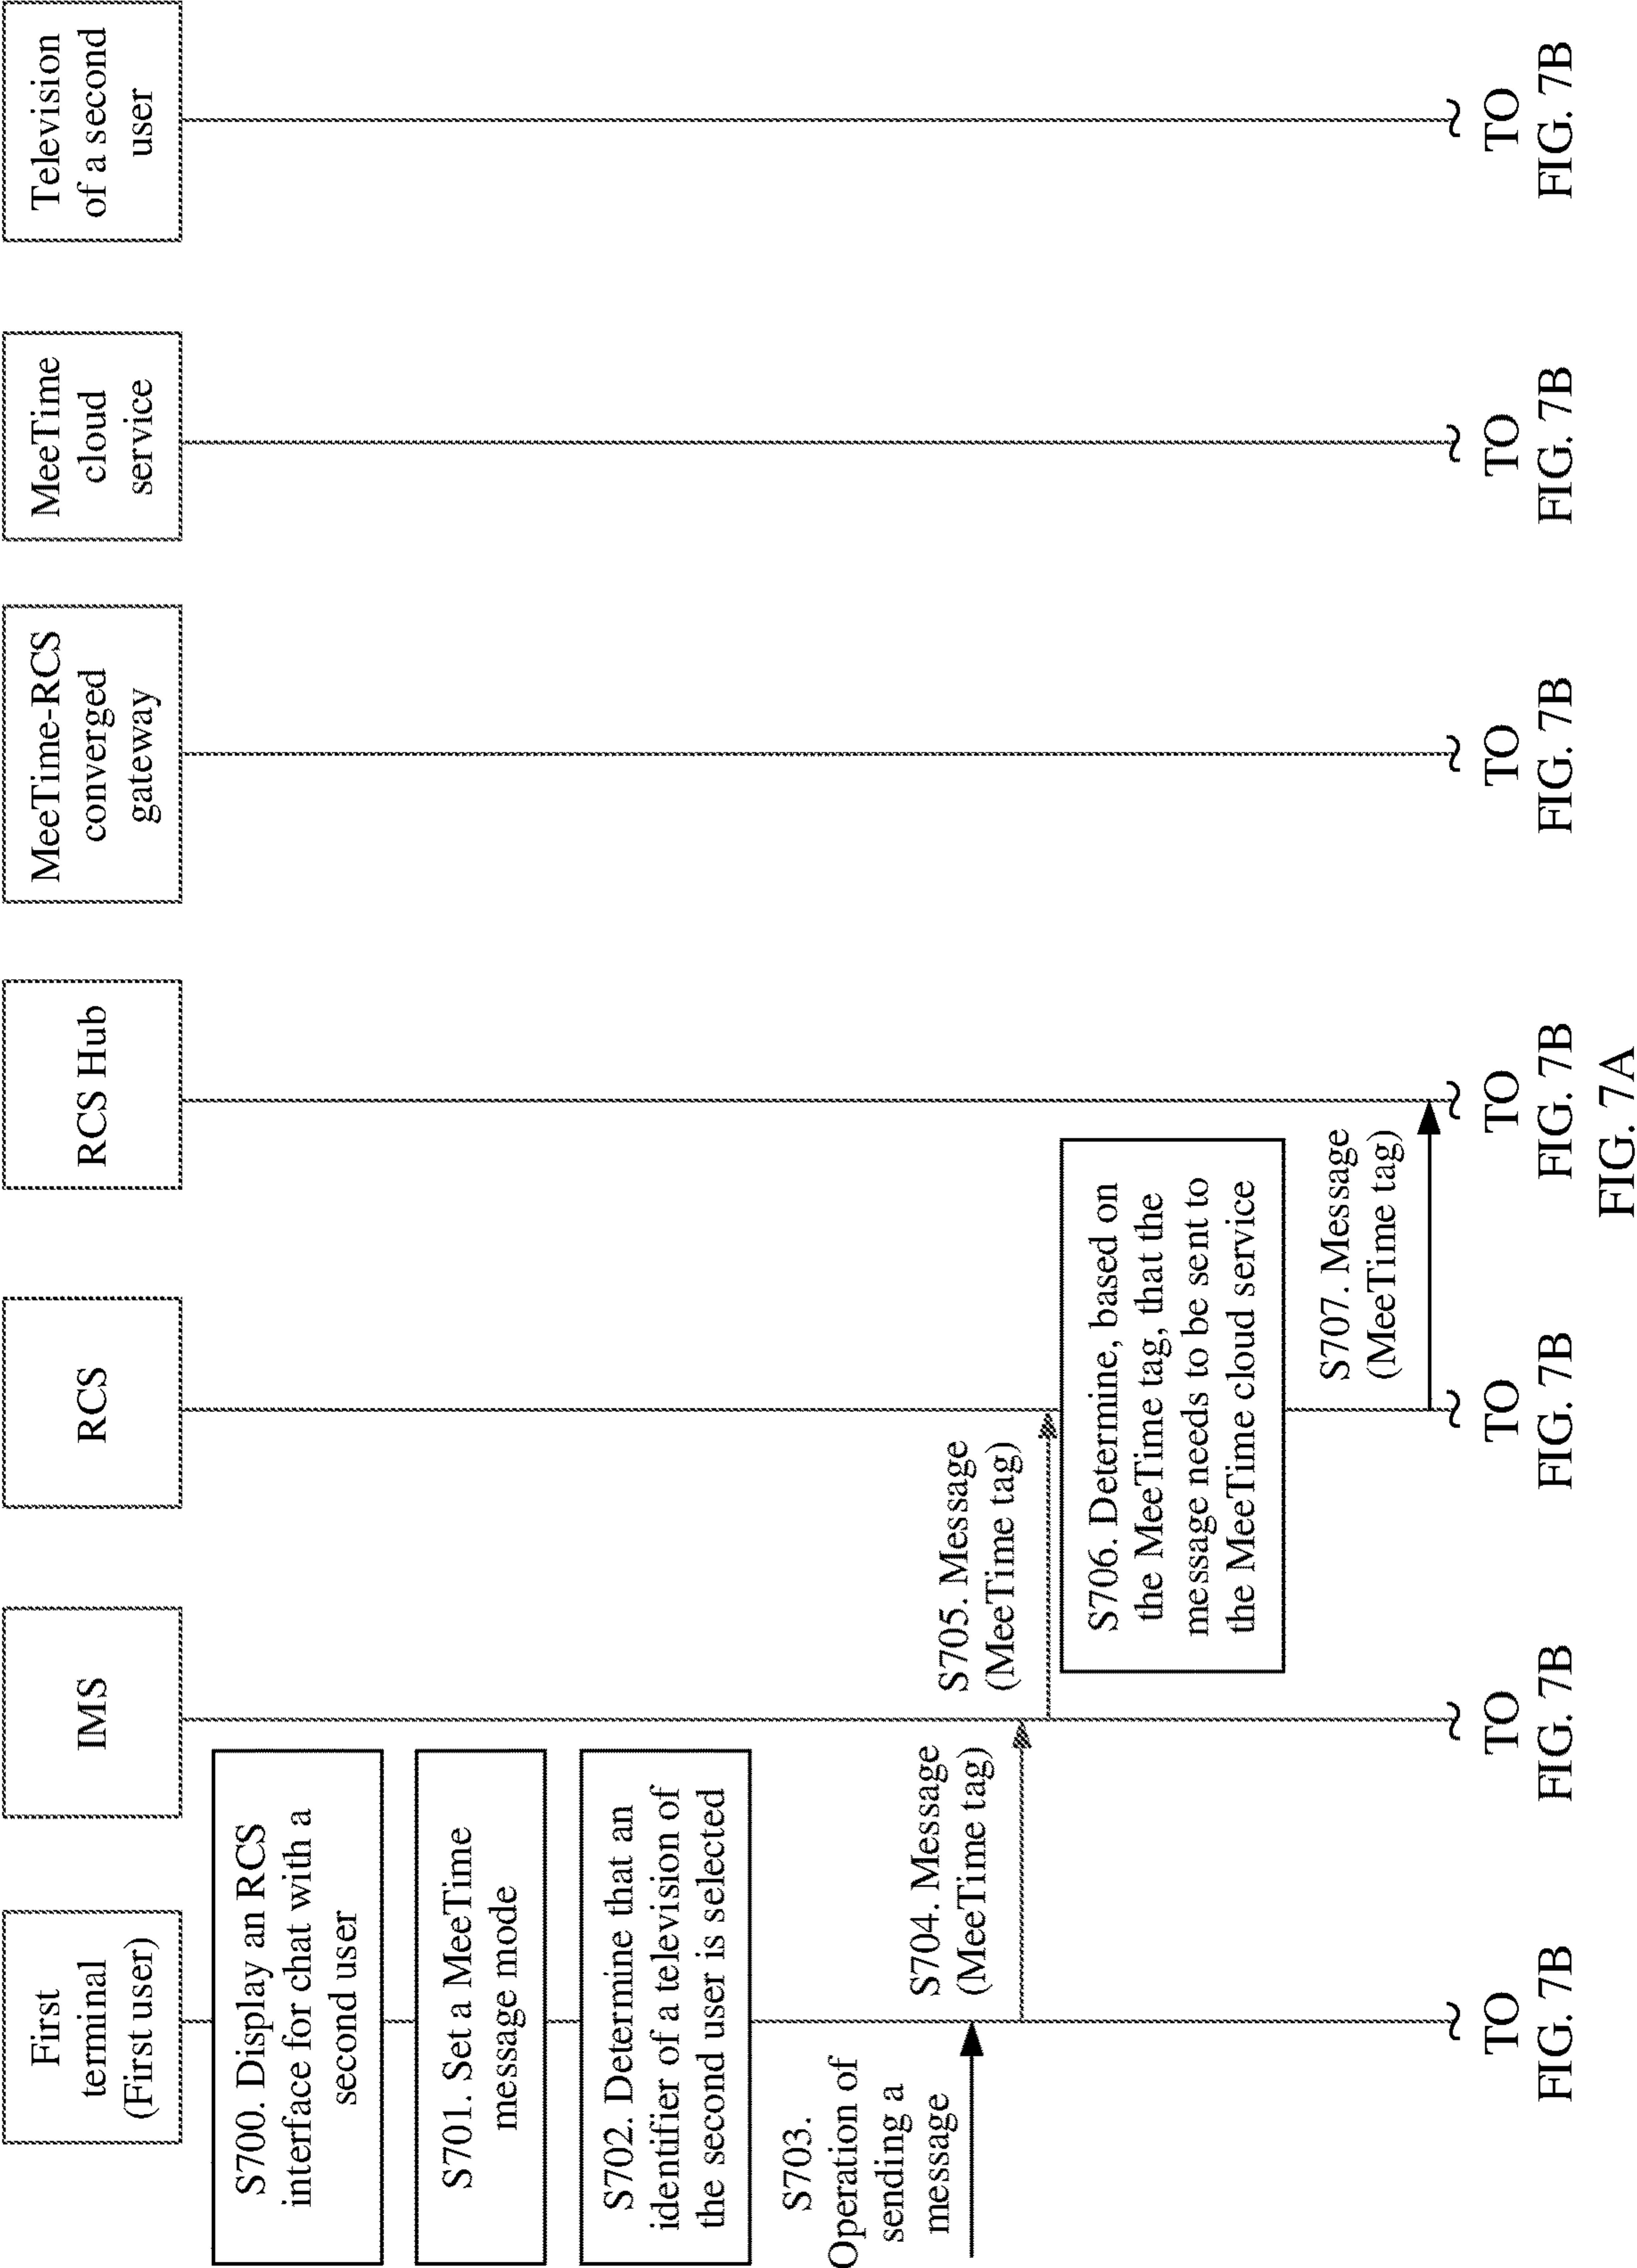 First
terminal
(First user)
IMS
RCS
RCS Hub
MeeTime-RCS
converged
gateway
MeeTime
cloud
service
Television
of a second
user
S700. Display an RCS
interface for chat with a
second user
S701. Set a MeeTime
message mode
S702. Determine that an
identifier of a television of
the second user is selected
S703.
Operation of
sending a
message
S704. Message
(MeeTime tag)
S705. Message
(MeeTime tag)
S706. Determine, based on
the MeeTime tag, that the
message needs to be sent to
the MeeTime cloud service
S707. Message
(MeeTime tag)
TO
FIG. 7B
TO
FIG. 7B
TO
FIG. 7B
TO
FIG. 7B
TO
FIG. 7B
TO
FIG. 7B
TO
FIG. 7B
FIG. 7A